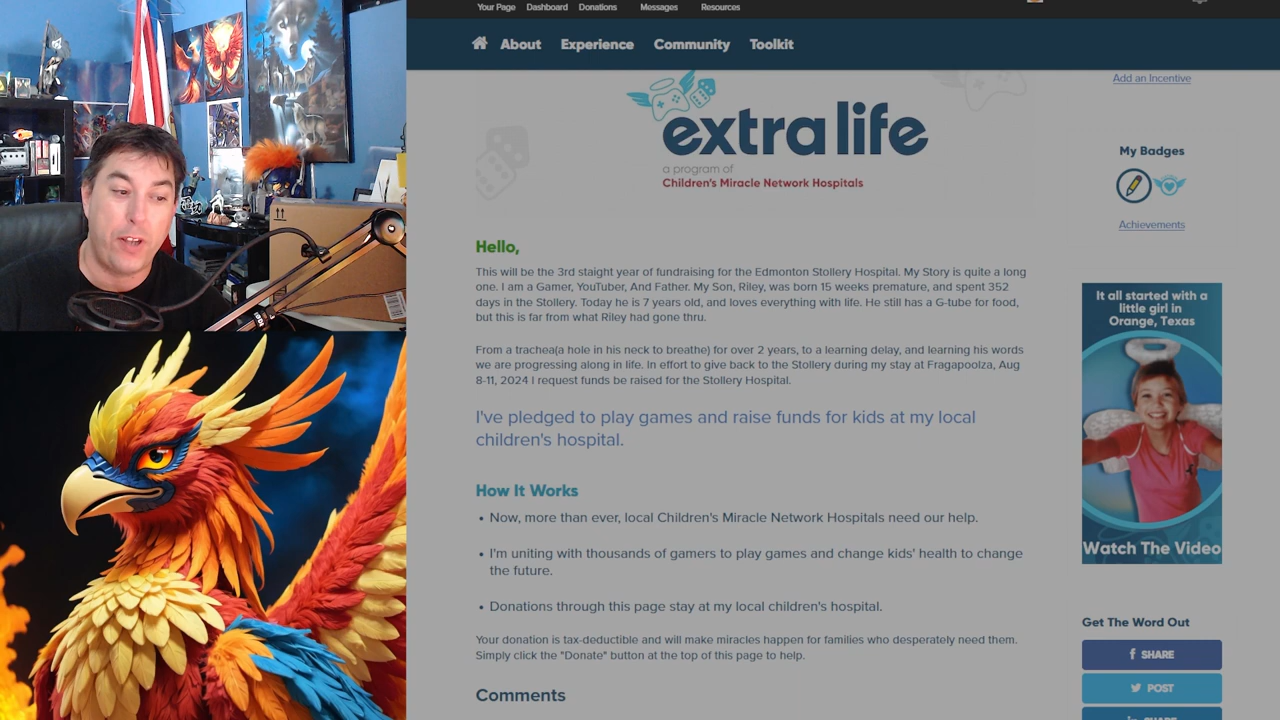 Your Page Dashboard Donations Messages Resources
About Experience Community Toolkit
Add an Incentive
extralife
a program of
Children's Miracle Network Hospitals
My Badges
Achievements
Hello,
This will be the 3rd staight year of fundraising for the Edmonton Stollery Hospital. My Story is quite a long
one. I am a Gamer, YouTuber, And Father. My Son, Riley, was born 15 weeks premature, and spent 352
days in the Stollery. Today he is 7 years old, and loves everything with life. He still has a G-tube for food,
but this is far from what Riley had gone thru.
From a trachea(a hole in his neck to breathe) for over 2 years, to a learning delay, and learning his words
we are progressing along in life. In effort to give back to the Stollery during my stay at Fragapoolza, Aug
8-11, 2024 I request funds be raised for the Stollery Hospital.
I've pledged to play games and raise funds for kids at my local
children's hospital.
How It Works
• Now, more than ever, local Children's Miracle Network Hospitals need our help.
• I'm uniting with thousands of gamers to play games and change kids' health to change
the future.
• Donations through this page stay at my local children's hospital.
Your donation is tax-deductible and will make miracles happen for families who desperately need them.
Simply click the "Donate" button at the top of this page to help.
Comments
It all started with a
little girl in
Orange, Texas
Watch The Video
Get The Word Out
SHARE
POST
SHARE